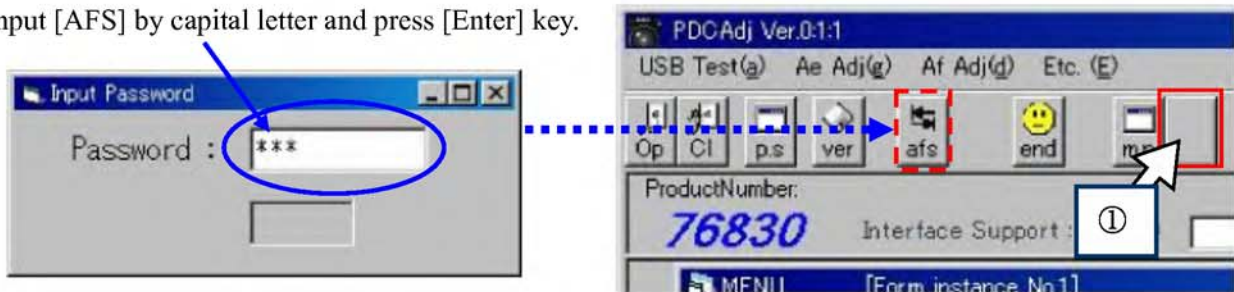 nput [AFS] by capital letter and press [Enter] key.
Input Password
Password : ***
PDCAdj Ver.0:1:1
USB Test(a) Ae Adj(g) Af Adj(d) Etc. (E)
Op Cl p.s ver afs end m.n
ProductNumber:
76830 Interface Support :
①
MENU [Form instance No.1]